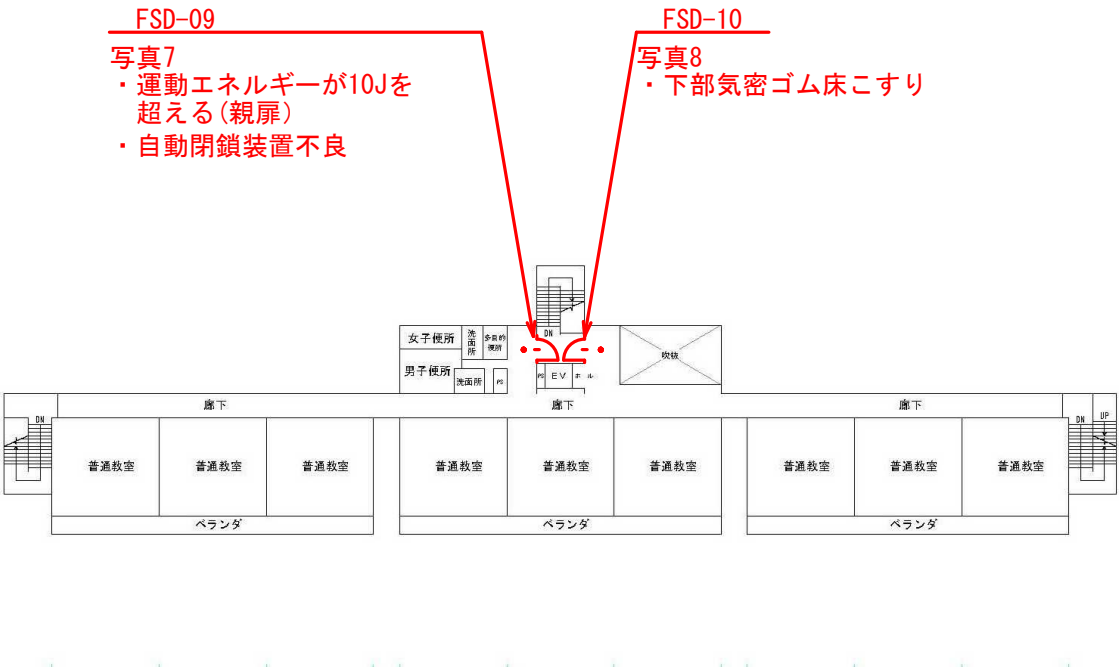 FSD-09
写真7
・運動エネルギーが10Jを
超える(親扉)
・自動閉鎖装置不良
FSD-10
写真8
・下部気密ゴム床こすり
DN
女子便所
洗面所
多目的
便所
男子便所
洗面所
PS
PS
EV
ホール
吹抜
廊下
廊下
廊下
DN
DN
UP
普通教室
普通教室
普通教室
普通教室
普通教室
普通教室
普通教室
普通教室
普通教室
ベランダ
ベランダ
ベランダ